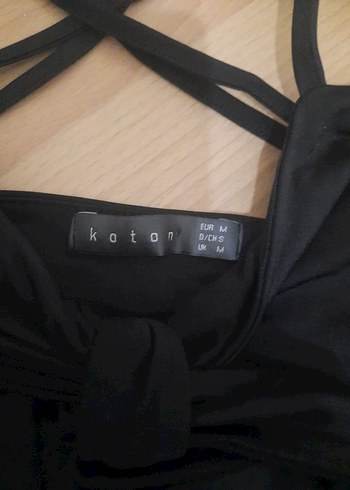 katan
EUR M
D/CH S
UK M